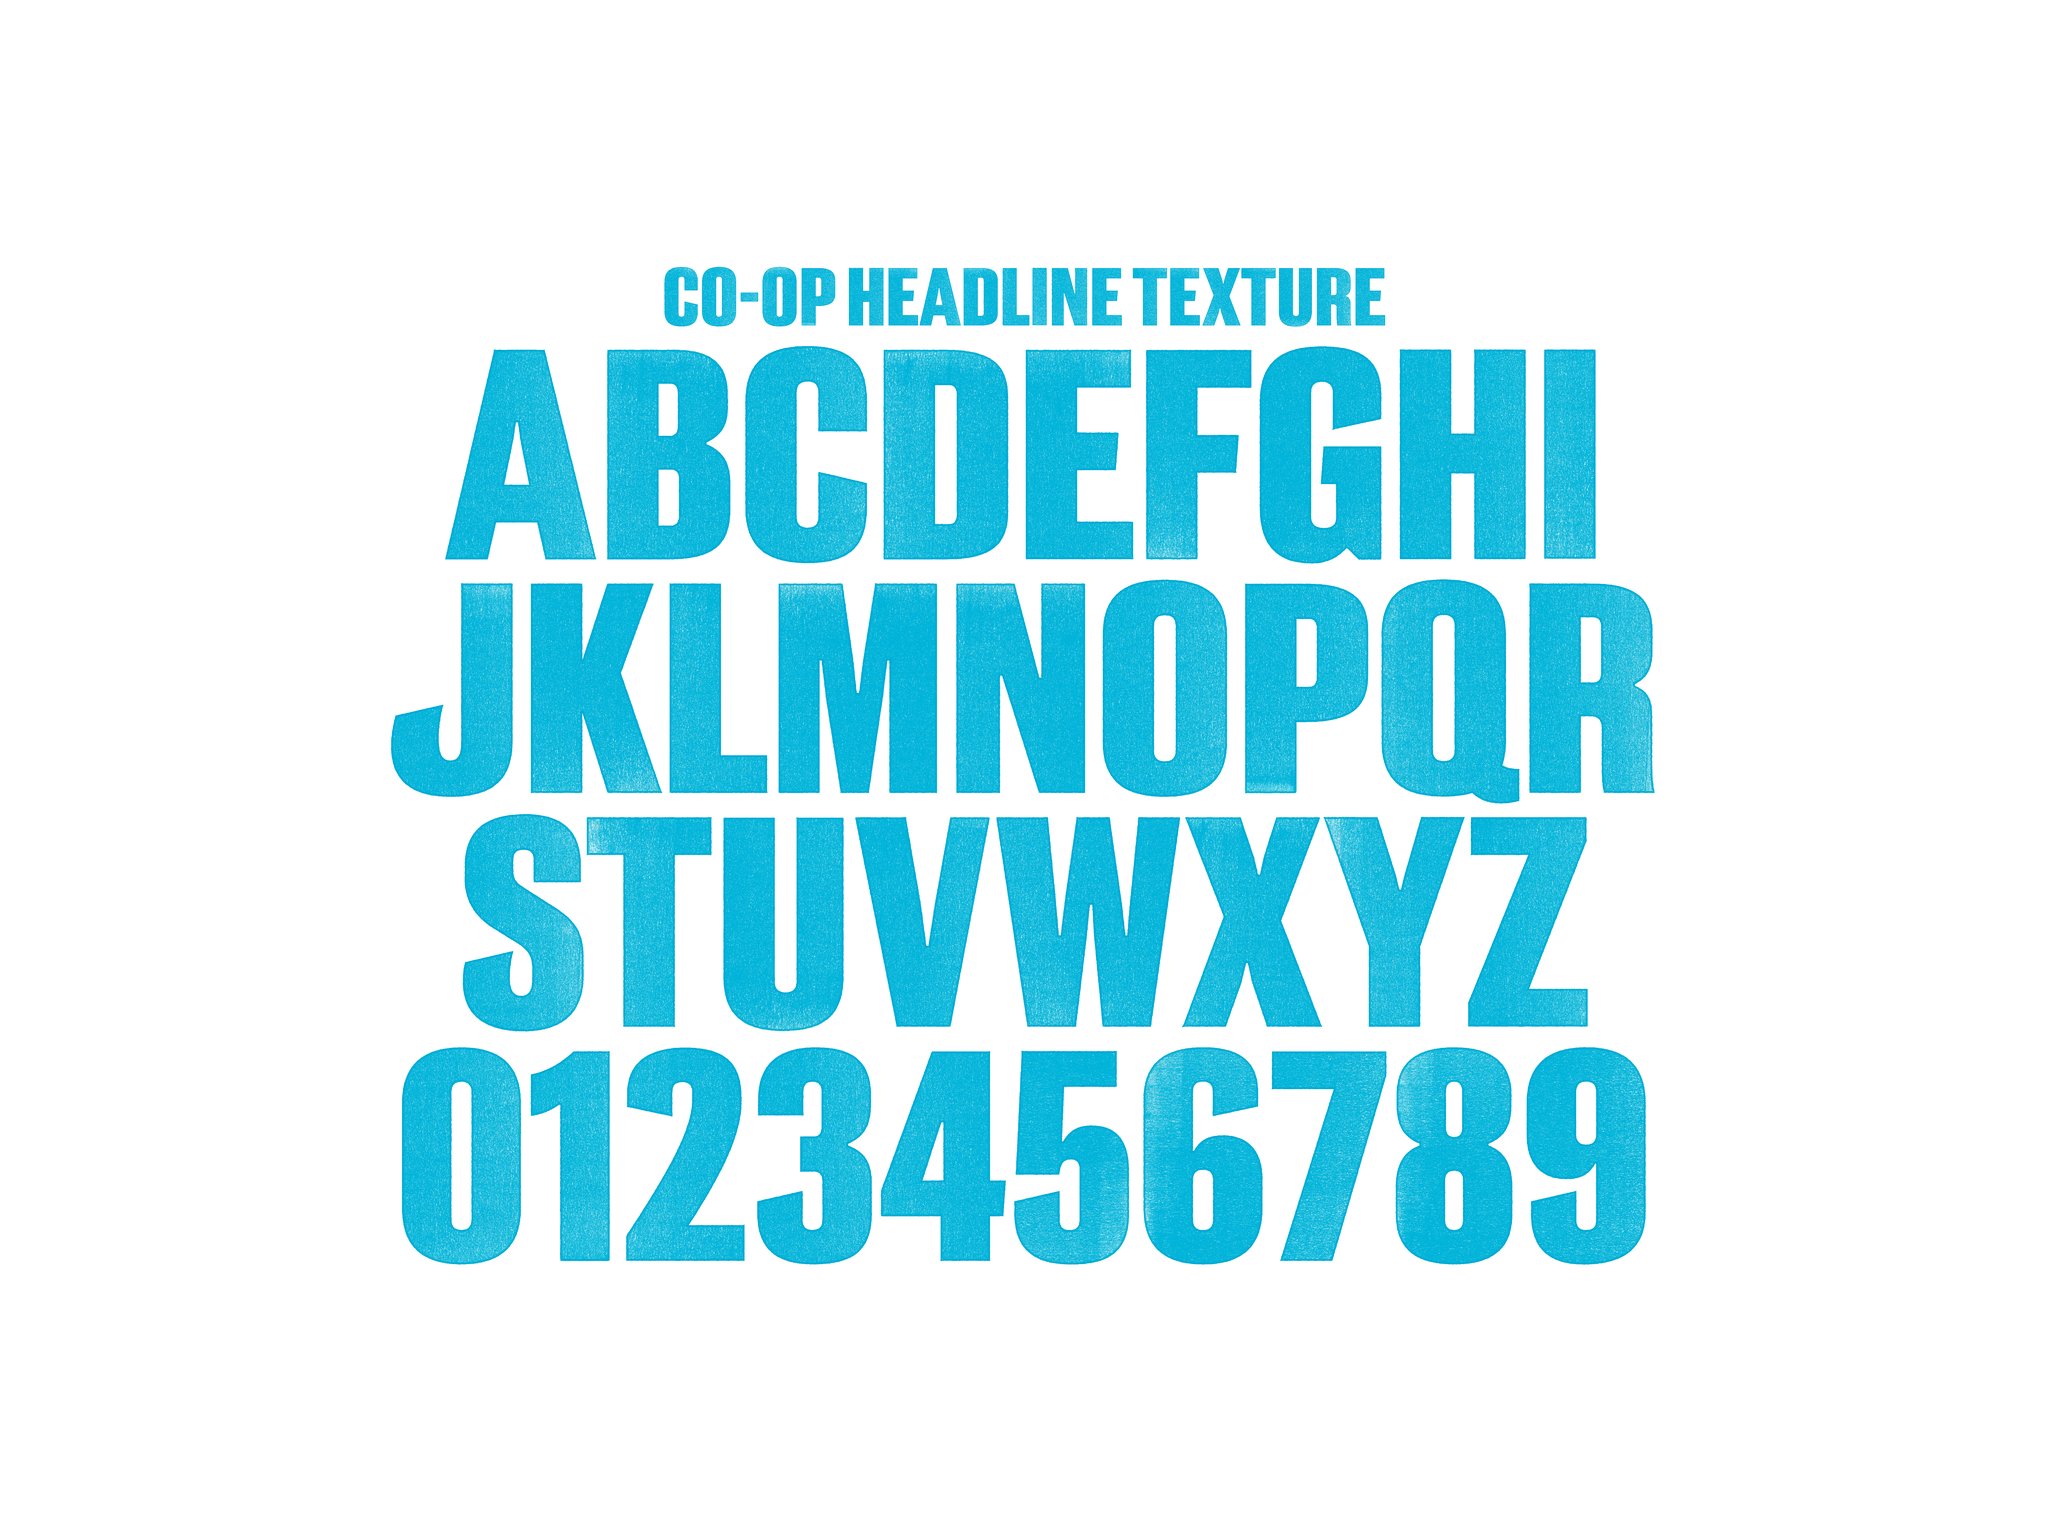 CO-OP HEADLINE TEXTURE
ABCDEFGHI
JKLMNOPQR
STUVWXYZ
0123456789